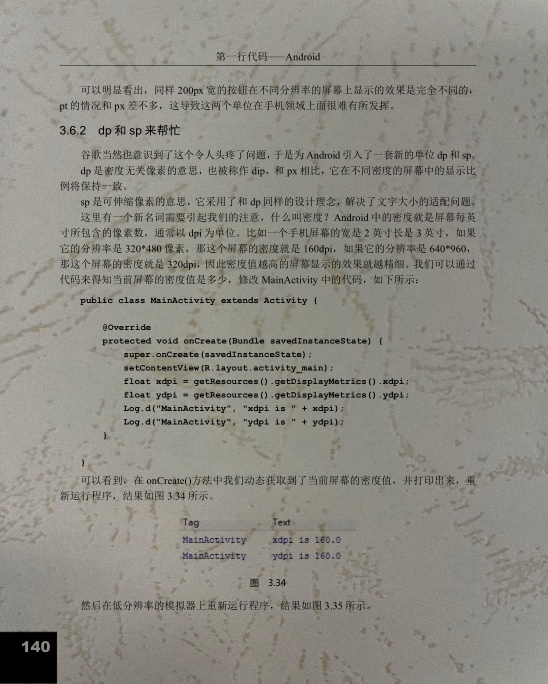 第一行代码——Android
可以明显看出，同样 200px 宽的按钮在不同分辨率的屏幕上显示的效果是完全不同的，
pt 的情况和 px 差不多，这导致这两个单位在手机领域上面很难有所发挥。
3.6.2 dp 和 sp 来帮忙
谷歌当然也意识到了这个令人头疼了问题，于是为 Android 引入了一套新的单位 dp 和 sp。
dp 是密度无关像素的意思，也被称作 dip，和 px 相比，它在不同密度的屏幕中的显示比
例将保持一致。
sp 是可伸缩像素的意思，它采用了和 dp 同样的设计理念，解决了文字大小的适配问题。
这里有一个新名词需要引起我们的注意，什么叫密度？Android 中的密度就是屏幕每英
寸所包含的像素数，通常以 dpi 为单位。比如一个手机屏幕的宽是 2 英寸长是 3 英寸，如果
它的分辨率是 320*480 像素，那这个屏幕的密度就是 160dpi，如果它的分辨率是 640*960，
那这个屏幕的密度就是 320dpi，因此密度值越高的屏幕显示的效果就越精细。我们可以通过
代码来得知当前屏幕的密度值是多少，修改 MainActivity 中的代码，如下所示：
public class MainActivity extends Activity {
@Override
protected void onCreate(Bundle savedInstanceState) {
super.onCreate(savedInstanceState);
setContentView(R.layout.activity_main);
float xdpi = getResources().getDisplayMetrics().xdpi;
float ydpi = getResources().getDisplayMetrics().ydpi;
Log.d("MainActivity", "xdpi is " + xdpi);
Log.d("MainActivity", "ydpi is " + ydpi);
}
}
可以看到，在 onCreate()方法中我们动态获取到了当前屏幕的密度值，并打印出来，重
新运行程序，结果如图 3.34 所示。
Tag Text
MainActivity xdpi is 160.0
MainActivity ydpi is 160.0
图 3.34
然后在低分辨率的模拟器上重新运行程序，结果如图 3.35 所示。
140